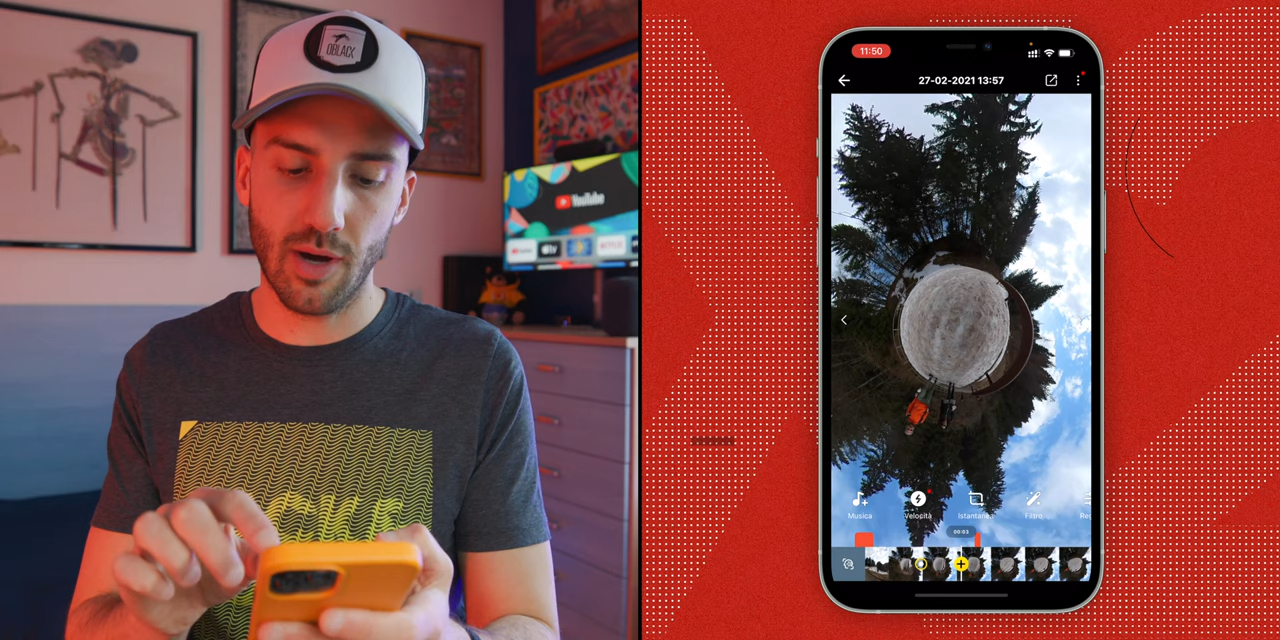 OBLACK
YouTube
11:50
27-02-2021 13:57
Musica
Velocità
Istantanea
Filtro
00:03